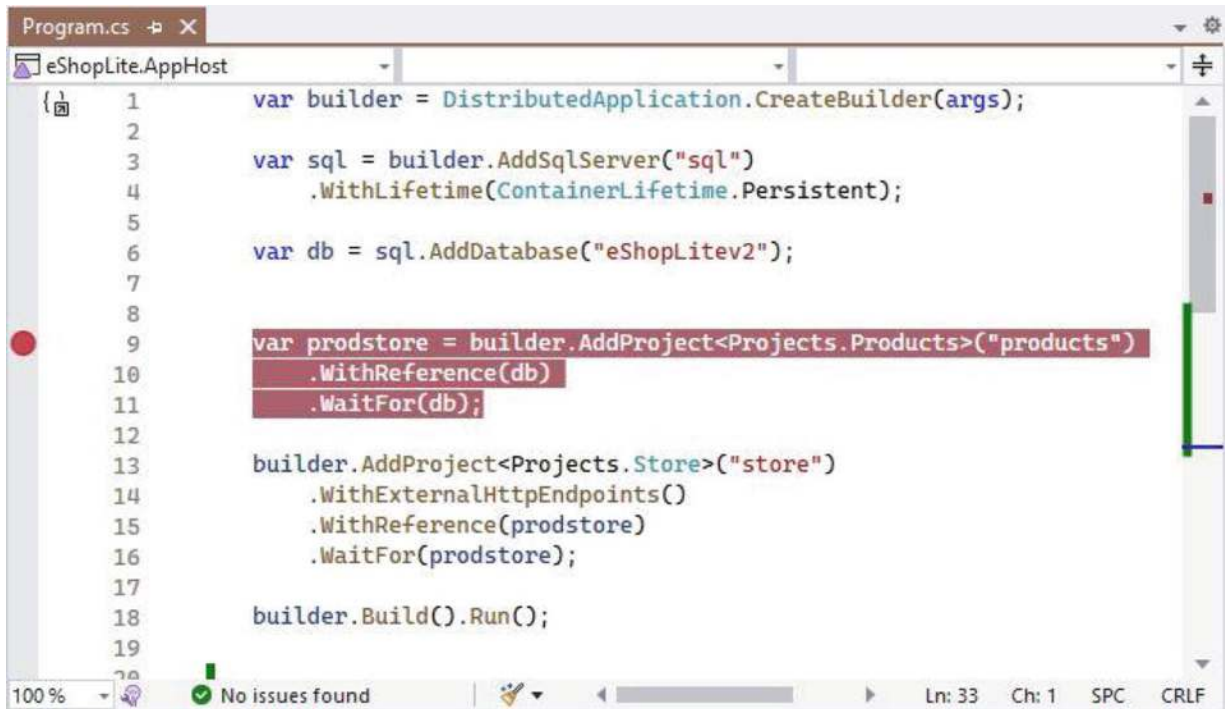 Program.cs
eShopLite.AppHost
1 var builder = DistributedApplication.CreateBuilder(args);
2
3 var sql = builder.AddSqlServer("sql")
4 .WithLifetime(ContainerLifetime.Persistent);
5
6 var db = sql.AddDatabase("eShopLitev2");
7
8
9 var prodstore = builder.AddProject<Projects.Products>("products")
10 .WithReference(db)
11 .WaitFor(db);
12
13 builder.AddProject<Projects.Store>("store")
14 .WithExternalHttpEndpoints()
15 .WithReference(prodstore)
16 .WaitFor(prodstore);
17
18 builder.Build().Run();
19
20
100 % No issues found Ln: 33 Ch: 1 SPC CRLF